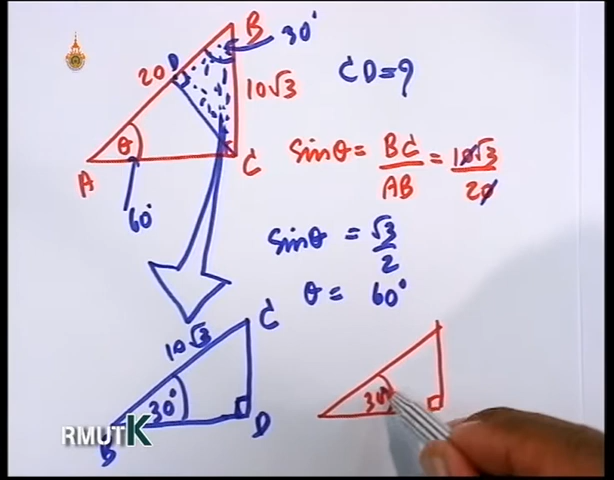 B
30°
20
D
10√3
CD=?
θ
A
C
60°
sinθ = BC/AB = 10√3/20
sinθ = √3/2
θ = 60°
10√3
C
30°
B
D
30
RMUTK